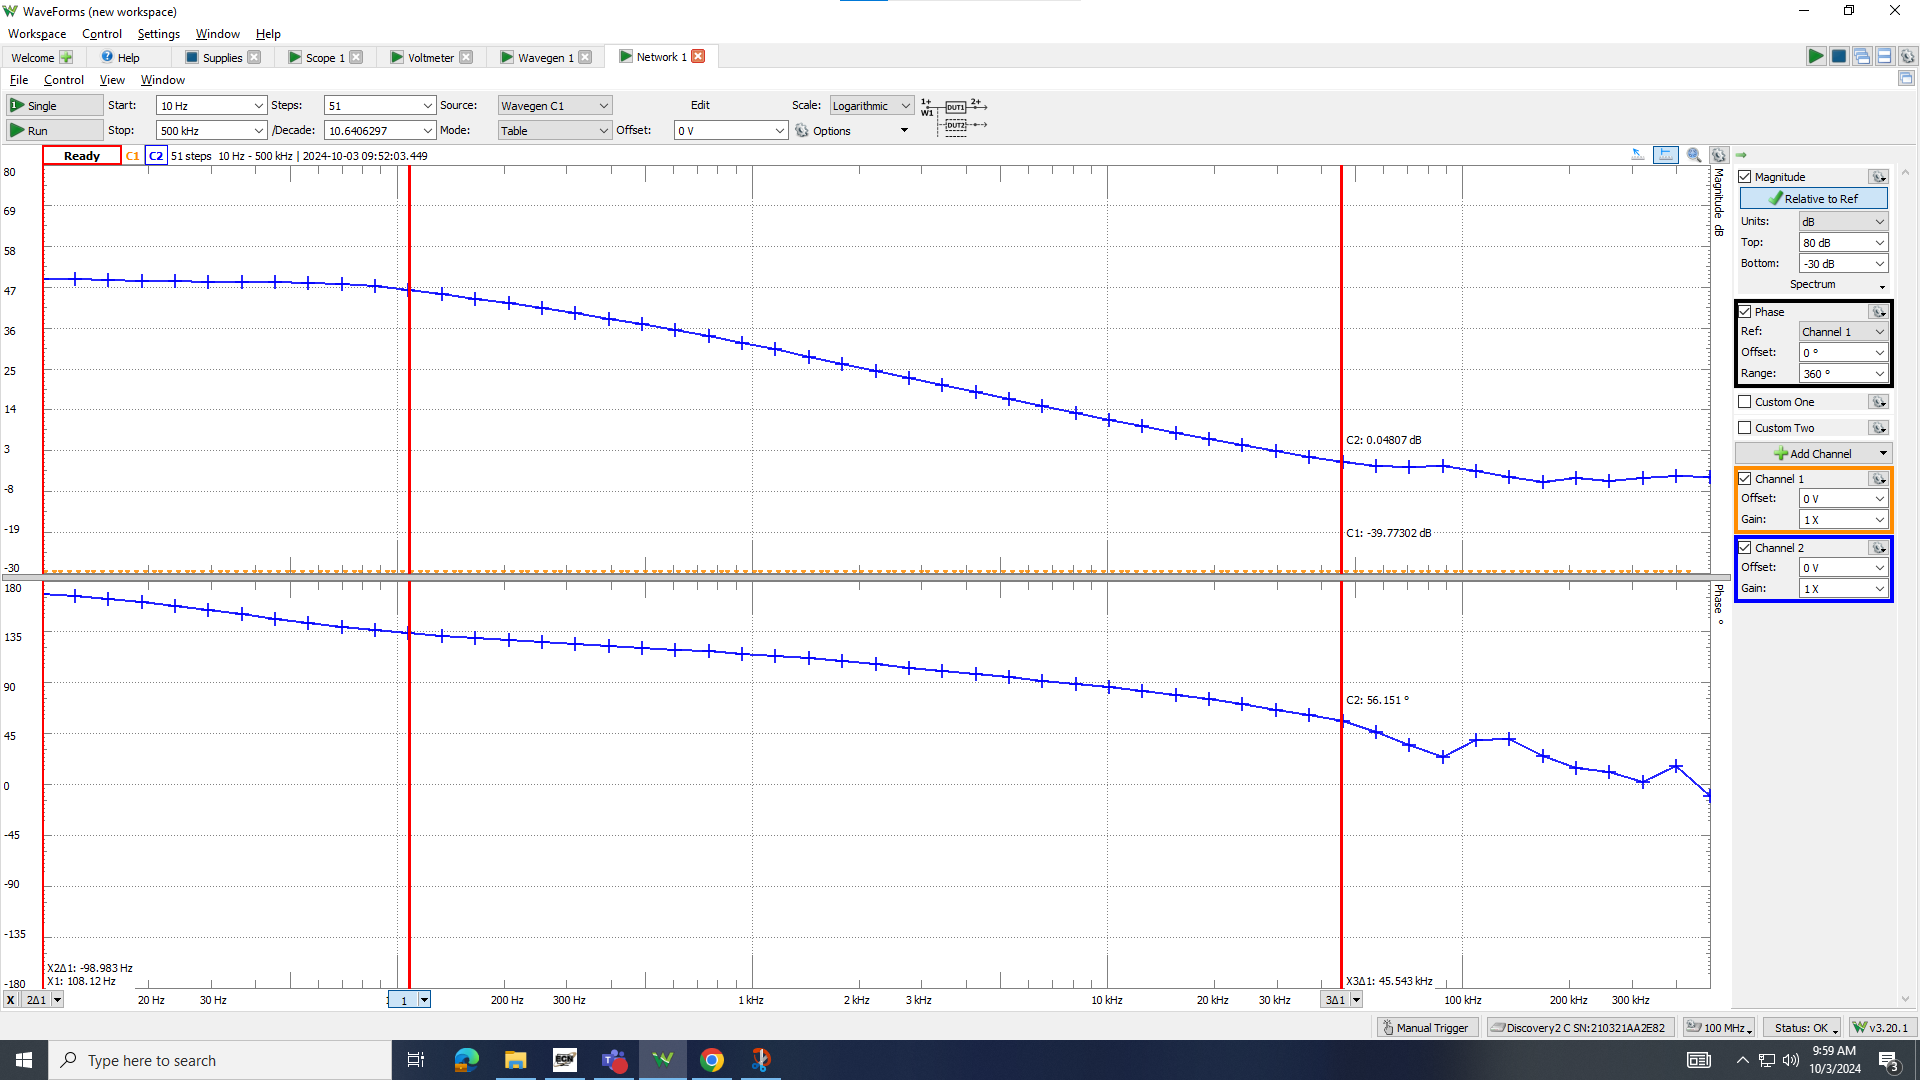 WaveForms (new workspace)
Workspace Control Settings Window Help
Welcome Help Supplies Scope 1 Voltmeter Wavegen 1 Network 1
File Control View Window
Single Start: 10 Hz Steps: 51 Source: Wavegen C1 Edit Scale: Logarithmic 1+ DUT1 2+
W1
Run Stop: 500 kHz /Decade: 10.6406297 Mode: Table Offset: 0 V Options DUT2
Ready C1 C2 51 steps 10 Hz - 500 kHz | 2024-10-03 09:52:03.449
80
69
58
47
36
25
14
3
-8
-19
-30
Magnitude dB
C2: 0.04807 dB
C1: -39.77302 dB
180
135
90
45
0
-45
-90
-135
-180
Phase °
C2: 56.151 °
X2Δ1: -98.983 Hz
X1: 108.12 Hz
X3Δ1: 45.543 kHz
X 2Δ1 20 Hz 30 Hz 1 200 Hz 300 Hz 1 kHz 2 kHz 3 kHz 10 kHz 20 kHz 30 kHz 3Δ1 100 kHz 200 kHz 300 kHz
Magnitude
Relative to Ref
Units: dB
Top: 80 dB
Bottom: -30 dB
Spectrum
Phase
Ref: Channel 1
Offset: 0 °
Range: 360 °
Custom One
Custom Two
Add Channel
Channel 1
Offset: 0 V
Gain: 1 X
Channel 2
Offset: 0 V
Gain: 1 X
Manual Trigger Discovery2 C SN:210321AA2E82 100 MHz Status: OK v3.20.1
Type here to search
ECN
9:59 AM
10/3/2024
3